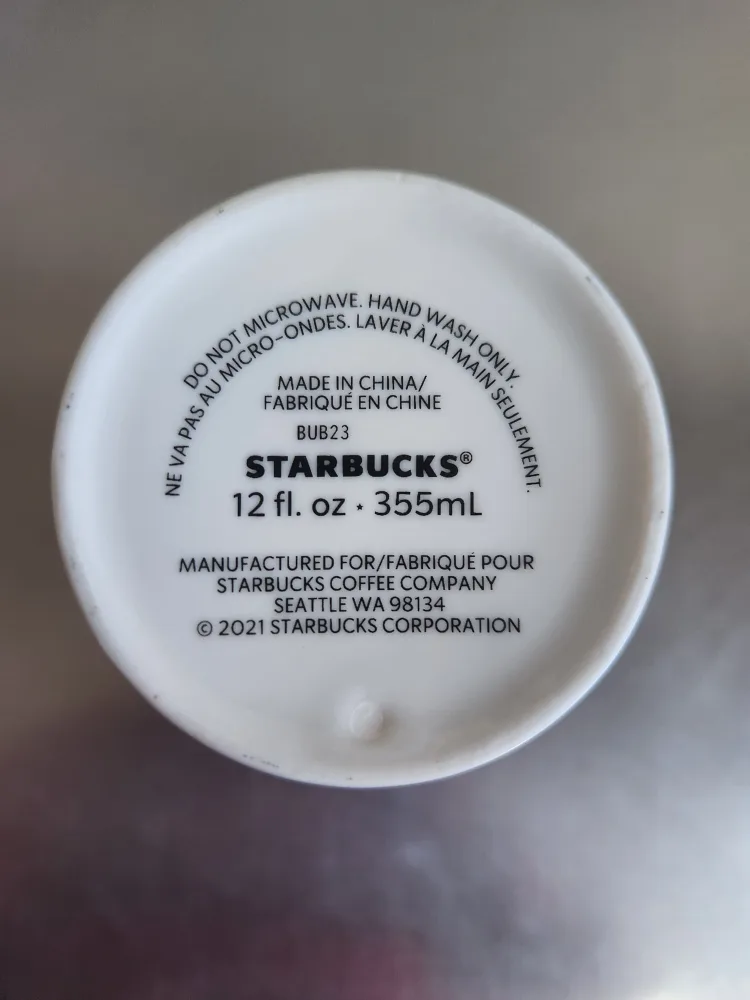 DO NOT MICROWAVE. HAND WASH ONLY.
NE VA PAS AU MICRO-ONDES. LAVER À LA MAIN SEULEMENT.
MADE IN CHINA/
FABRIQUÉ EN CHINE
BUB23
STARBUCKS®
12 fl. oz ⋆ 355mL
MANUFACTURED FOR/FABRIQUÉ POUR
STARBUCKS COFFEE COMPANY
SEATTLE WA 98134
© 2021 STARBUCKS CORPORATION